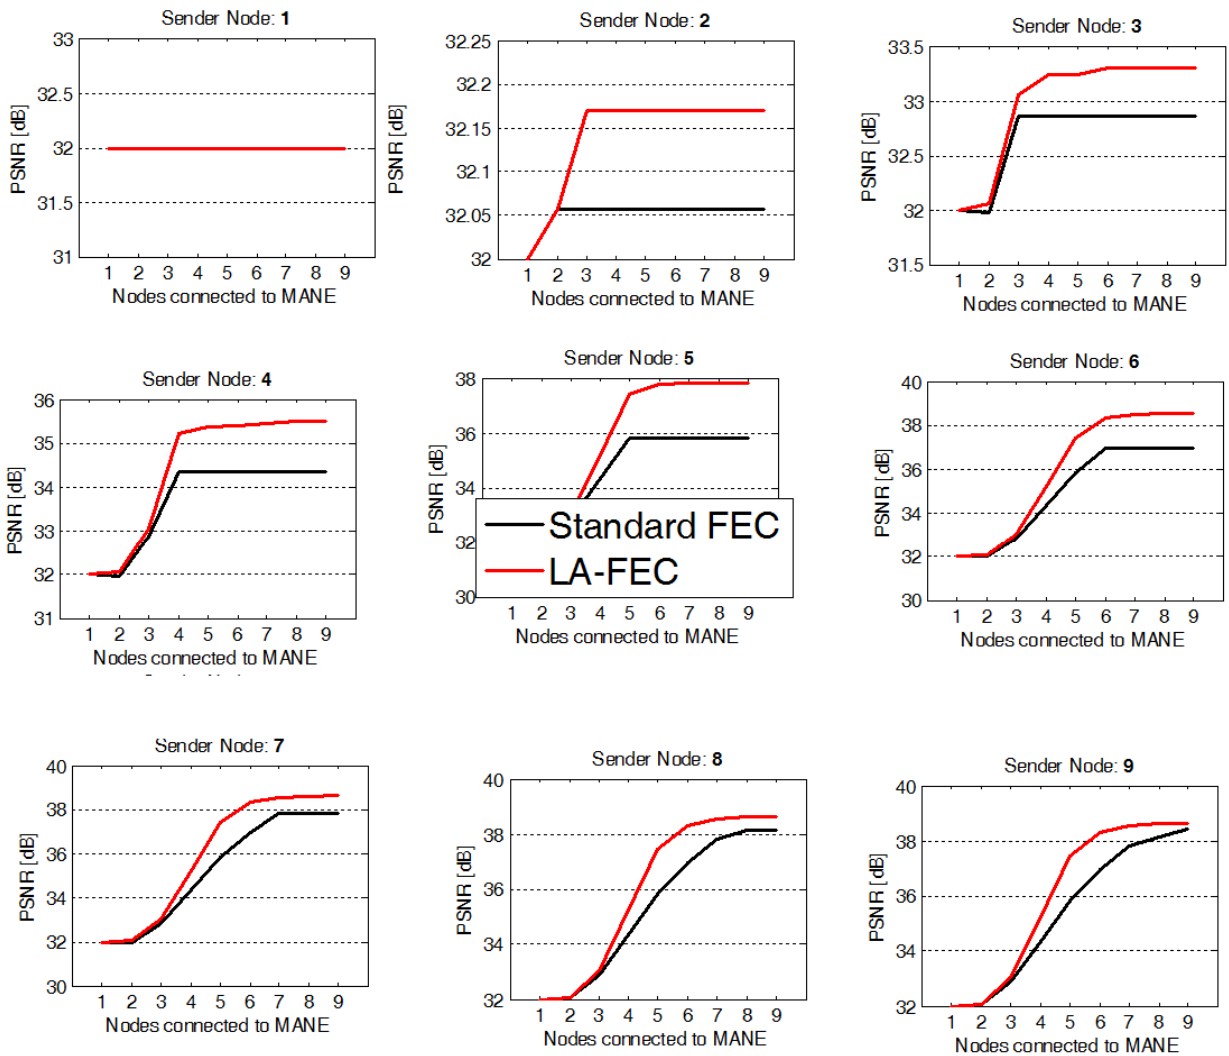 Sender Node: 1
33
32.5
32
31.5
31
PSNR [dB]
1 2 3 4 5 6 7 8 9
Nodes connected to MANE
Sender Node: 2
32.25
32.2
32.15
32.1
32.05
32
PSNR [dB]
1 2 3 4 5 6 7 8 9
Nodes connected to MANE
Sender Node: 3
33.5
33
32.5
32
31.5
PSNR [dB]
1 2 3 4 5 6 7 8 9
Nodes connected to MANE
Sender Node: 4
36
35
34
33
32
31
PSNR [dB]
1 2 3 4 5 6 7 8 9
Nodes connected to MANE
Sender Node: 5
38
36
34
32
30
PSNR [dB]
Standard FEC
LA-FEC
1 2 3 4 5 6 7 8 9
Nodes connected to MANE
Sender Node: 6
40
38
36
34
32
30
PSNR [dB]
1 2 3 4 5 6 7 8 9
Nodes connected to MANE
Sender Node: 7
40
38
36
34
32
30
PSNR [dB]
1 2 3 4 5 6 7 8 9
Nodes connected to MANE
Sender Node: 8
40
38
36
34
32
PSNR [dB]
1 2 3 4 5 6 7 8 9
Nodes connected to MANE
Sender Node: 9
40
38
36
34
32
PSNR [dB]
1 2 3 4 5 6 7 8 9
Nodes connected to MANE